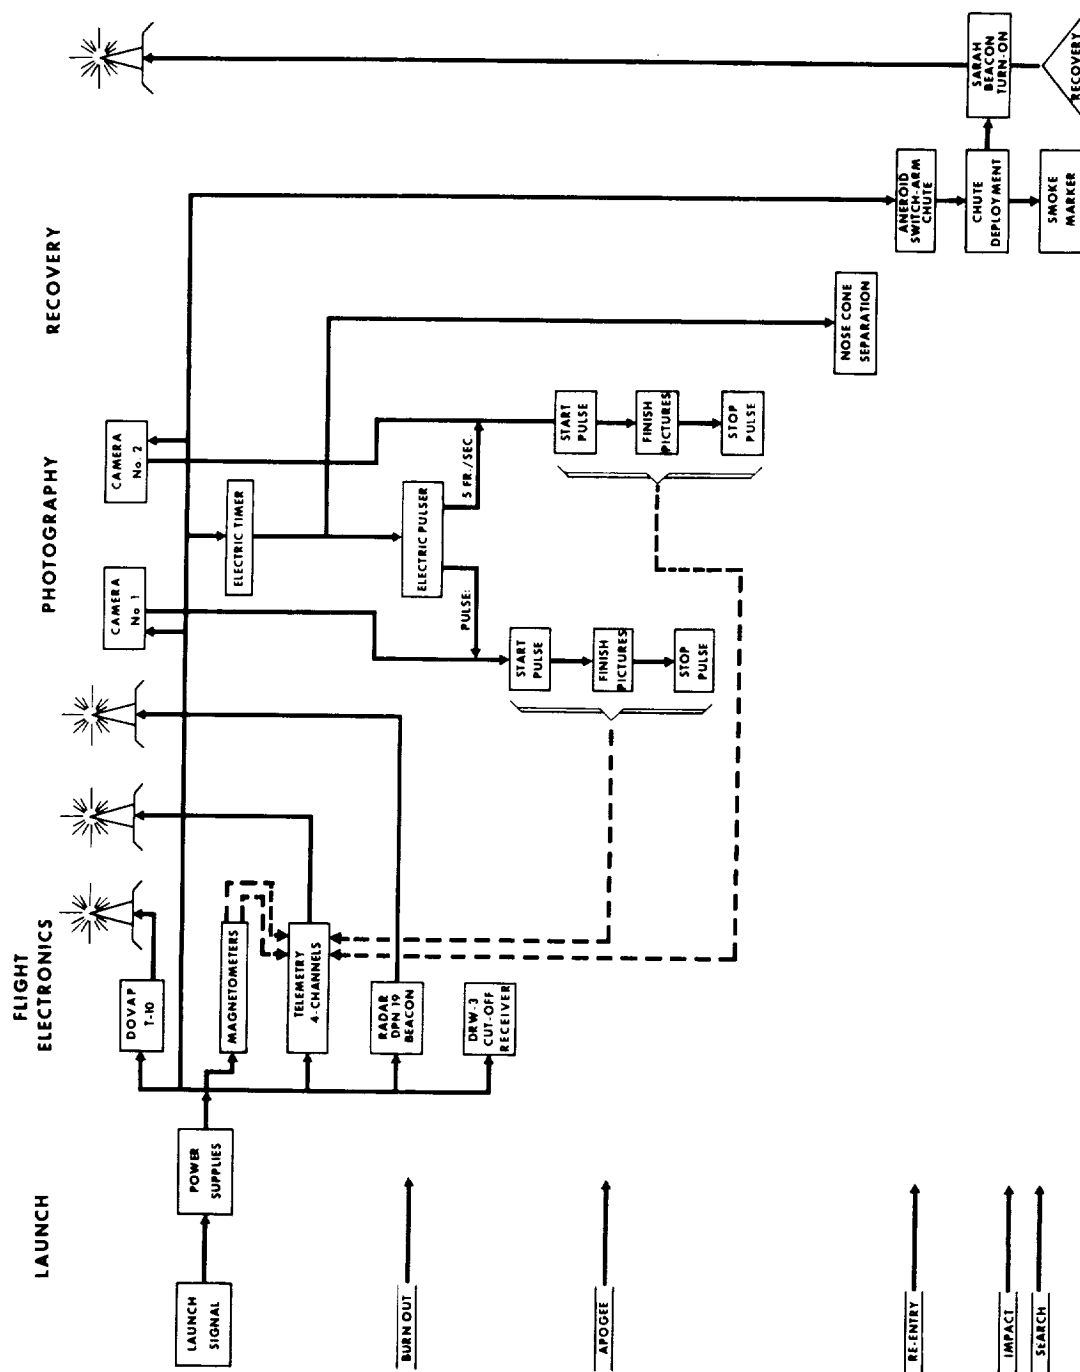 LAUNCH
FLIGHT
ELECTRONICS
PHOTOGRAPHY
RECOVERY
LAUNCH
SIGNAL
POWER
SUPPLIES
DOVAP
T-10
MAGNETOMETERS
TELEMETRY
4-CHANNELS
RADAR
DPN 19
BEACON
DRW-3
CUT-OFF
RECEIVER
CAMERA
No. 1
CAMERA
No. 2
ELECTRIC TIMER
ELECTRIC PULSER
PULSE:
5 FR./SEC.
START
PULSE
FINISH
PICTURES
STOP
PULSE
START
PULSE
FINISH
PICTURES
STOP
PULSE
NOSE CONE
SEPARATION
ANEROID
SWITCH-ARM
CHUTE
CHUTE
DEPLOYMENT
SMOKE
MARKER
SARAH
BEACON
TURN-ON
RECOVERY
BURN OUT
APOGEE
RE-ENTRY
IMPACT
SEARCH